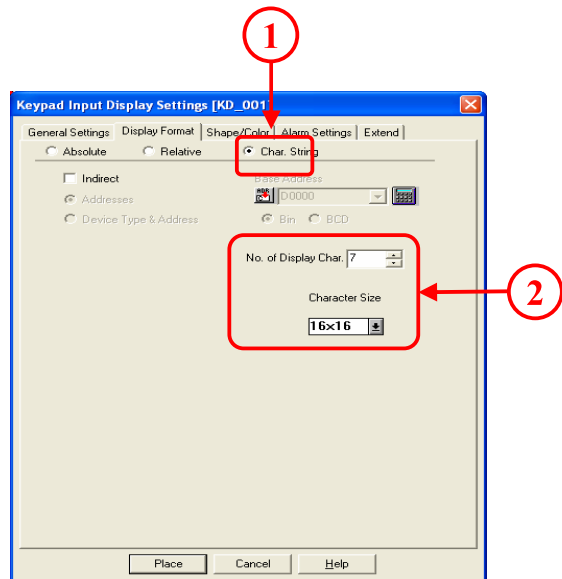 1
Keypad Input Display Settings [KD_001]
General Settings Display Format Shape/Color Alarm Settings Extend
Absolute Relative Char. String
Indirect Base Address
Addresses D0000
Device Type & Address Bin BCD
No. of Display Char. 7
Character Size
2
16×16
Place Cancel Help